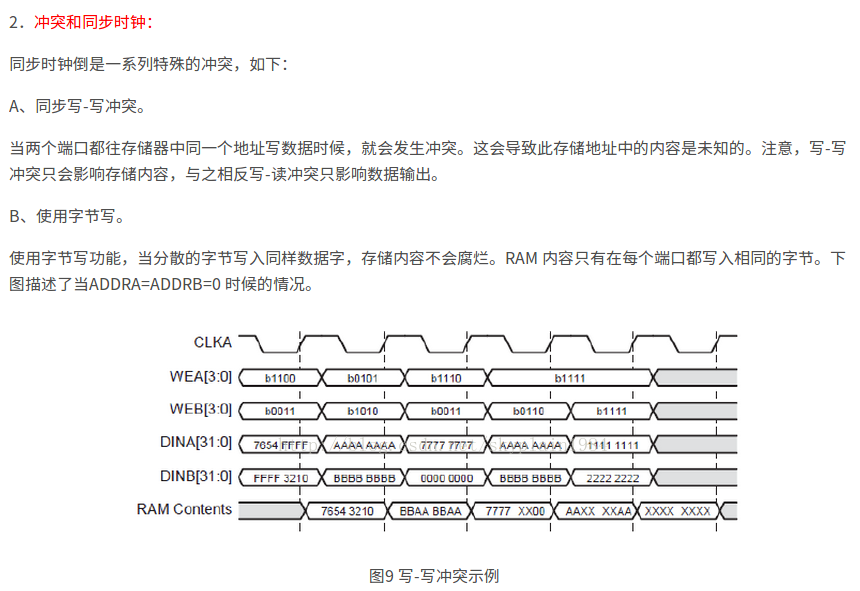 2．冲突和同步时钟：
同步时钟倒是一系列特殊的冲突，如下：
A、同步写-写冲突。
当两个端口都往存储器中同一个地址写数据时候，就会发生冲突。这会导致此存储地址中的内容是未知的。注意，写-写
冲突只会影响存储内容，与之相反写-读冲突只影响数据输出。
B、使用字节写。
使用字节写功能，当分散的字节写入同样数据字，存储内容不会腐烂。RAM 内容只有在每个端口都写入相同的字节。下
图描述了当ADDRA=ADDRB=0 时候的情况。
CLKA
WEA[3:0] b1100 b0101 b1110 b1111
WEB[3:0] b0011 b1010 b0011 b0110 b1111
DINA[31:0] 7654 FFFF AAAA AAAA 7777 7777 AAAA AAAA 1111 1111
DINB[31:0] FFFF 3210 BBBB BBBB 0000 0000 BBBB BBBB 2222 2222
RAM Contents 7654 3210 BBAA BBAA 7777 XX00 AAXX XXAA XXXX XXXX
图9 写-写冲突示例